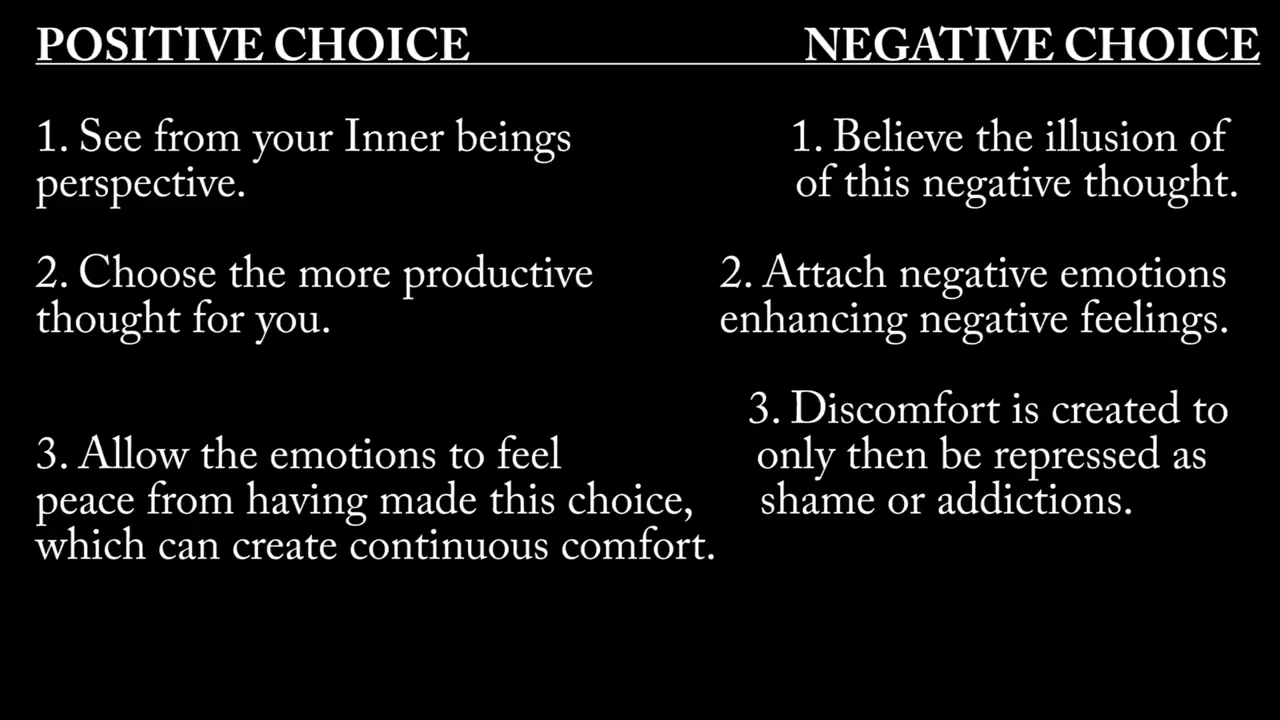 POSITIVE CHOICE
NEGATIVE CHOICE
1. See from your Inner beings
perspective.
2. Choose the more productive
thought for you.
3. Allow the emotions to feel
peace from having made this choice,
which can create continuous comfort.
1. Believe the illusion of
of this negative thought.
2. Attach negative emotions
enhancing negative feelings.
3. Discomfort is created to
only then be repressed as
shame or addictions.